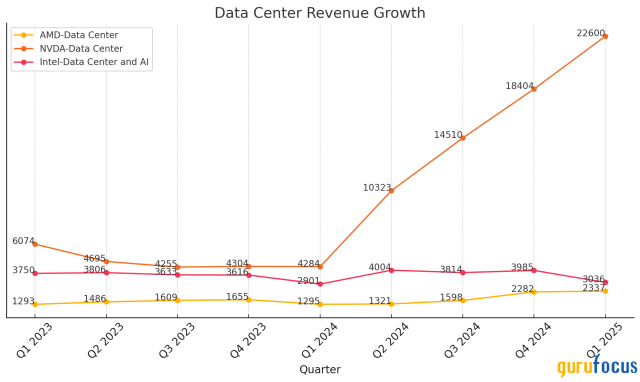 Data Center Revenue Growth
AMD-Data Center
NVDA-Data Center
Intel-Data Center and AI
22600
18404
14510
10323
6074
4695
4255
4304
4284
3750
3806
3633
3616
2901
4004
3814
3985
3036
1293
1486
1609
1655
1295
1321
1598
2282
2337
Q1 2023
Q2 2023
Q3 2023
Q4 2023
Q1 2024
Q2 2024
Q3 2024
Q4 2024
Q1 2025
Quarter
gurufocus